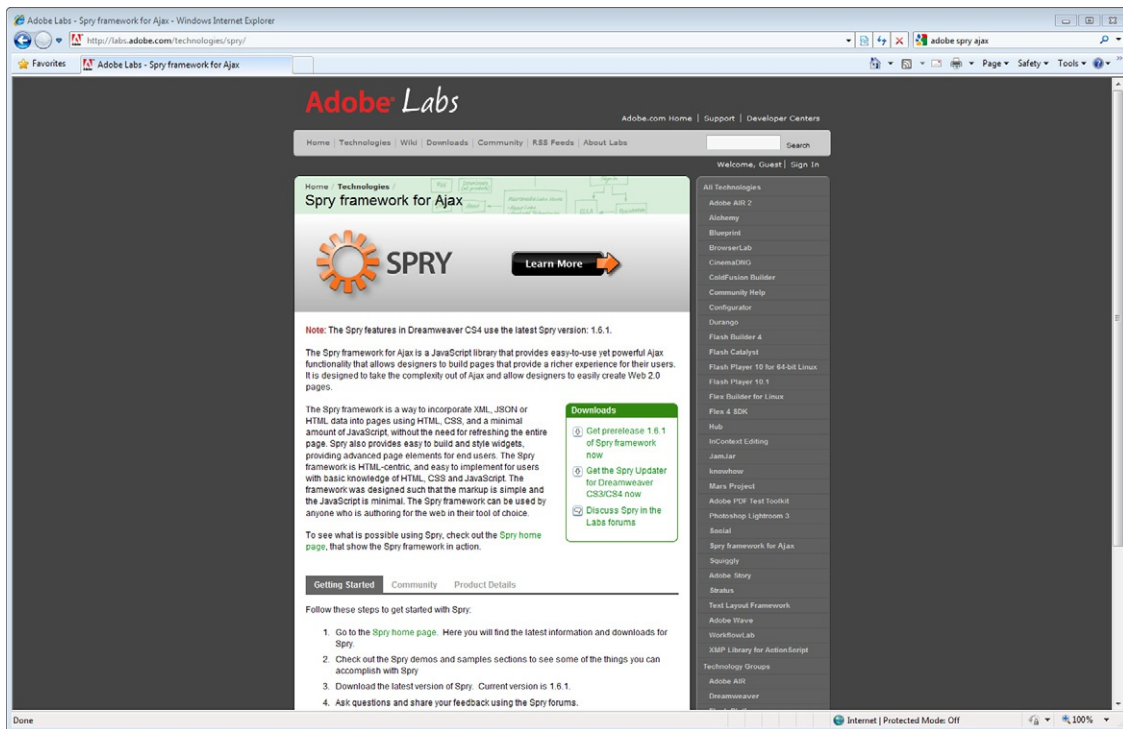 Adobe Labs - Spry framework for Ajax - Windows Internet Explorer
http://labs.adobe.com/technologies/spry/
adobe spry ajax
Favorites
Adobe Labs - Spry framework for Ajax
Page
Safety
Tools
Adobe Labs
Adobe.com Home | Support | Developer Centers
Home | Technologies | Wiki | Downloads | Community | RSS Feeds | About Labs
Search
Welcome, Guest | Sign In
Home / Technologies /
Spry framework for Ajax
SPRY
Learn More
Note: The Spry features in Dreamweaver CS4 use the latest Spry version: 1.6.1.
The Spry framework for Ajax is a JavaScript library that provides easy-to-use yet powerful Ajax
functionality that allows designers to build pages that provide a richer experience for their users.
It is designed to take the complexity out of Ajax and allow designers to easily create Web 2.0
pages.
The Spry framework is a way to incorporate XML, JSON or
HTML data into pages using HTML, CSS, and a minimal
amount of JavaScript, without the need for refreshing the entire
page. Spry also provides easy to build and style widgets,
providing advanced page elements for end users. The Spry
framework is HTML-centric, and easy to implement for users
with basic knowledge of HTML, CSS and JavaScript. The
framework was designed such that the markup is simple and
the JavaScript is minimal. The Spry framework can be used by
anyone who is authoring for the web in their tool of choice.
To see what is possible using Spry, check out the Spry home
page, that show the Spry framework in action.
Downloads
Get prerelease 1.6.1
of Spry framework
now
Get the Spry Updater
for Dreamweaver
CS3/CS4 now
Discuss Spry in the
Labs forums
Getting Started
Community
Product Details
Follow these steps to get started with Spry:
1. Go to the Spry home page. Here you will find the latest information and downloads for
Spry.
2. Check out the Spry demos and samples sections to see some of the things you can
accomplish with Spry
3. Download the latest version of Spry. Current version is 1.6.1.
4. Ask questions and share your feedback using the Spry forums.
All Technologies
Adobe AIR 2
Alchemy
Blueprint
BrowserLab
CinemaDNG
ColdFusion Builder
Community Help
Configurator
Durango
Flash Builder 4
Flash Catalyst
Flash Player 10 for 64-bit Linux
Flash Player 10.1
Flex Builder for Linux
Flex 4 SDK
Hub
InContext Editing
JamJar
knowhow
Mars Project
Adobe PDF Test Toolkit
Photoshop Lightroom 3
Social
Spry framework for Ajax
Squiggly
Adobe Story
Stratus
Text Layout Framework
Adobe Wave
WorkflowLab
XMP Library for ActionScript
Technology Groups
Adobe AIR
Dreamweaver
Done
Internet | Protected Mode: Off
100%